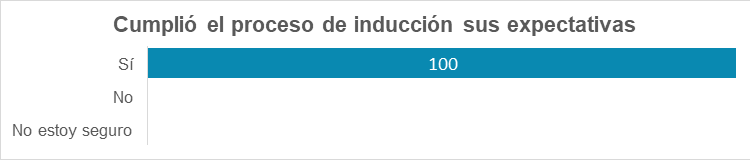 Cumplió el proceso de inducción sus expectativas
Sí 100
No
No estoy seguro